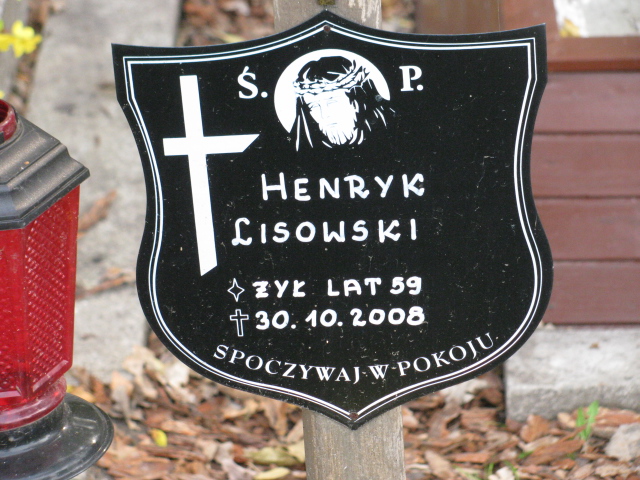 Ś. P.
HENRYK
LISOWSKI
ŻYŁ LAT 59
30.10.2008
SPOCZYWAJ W POKOJU